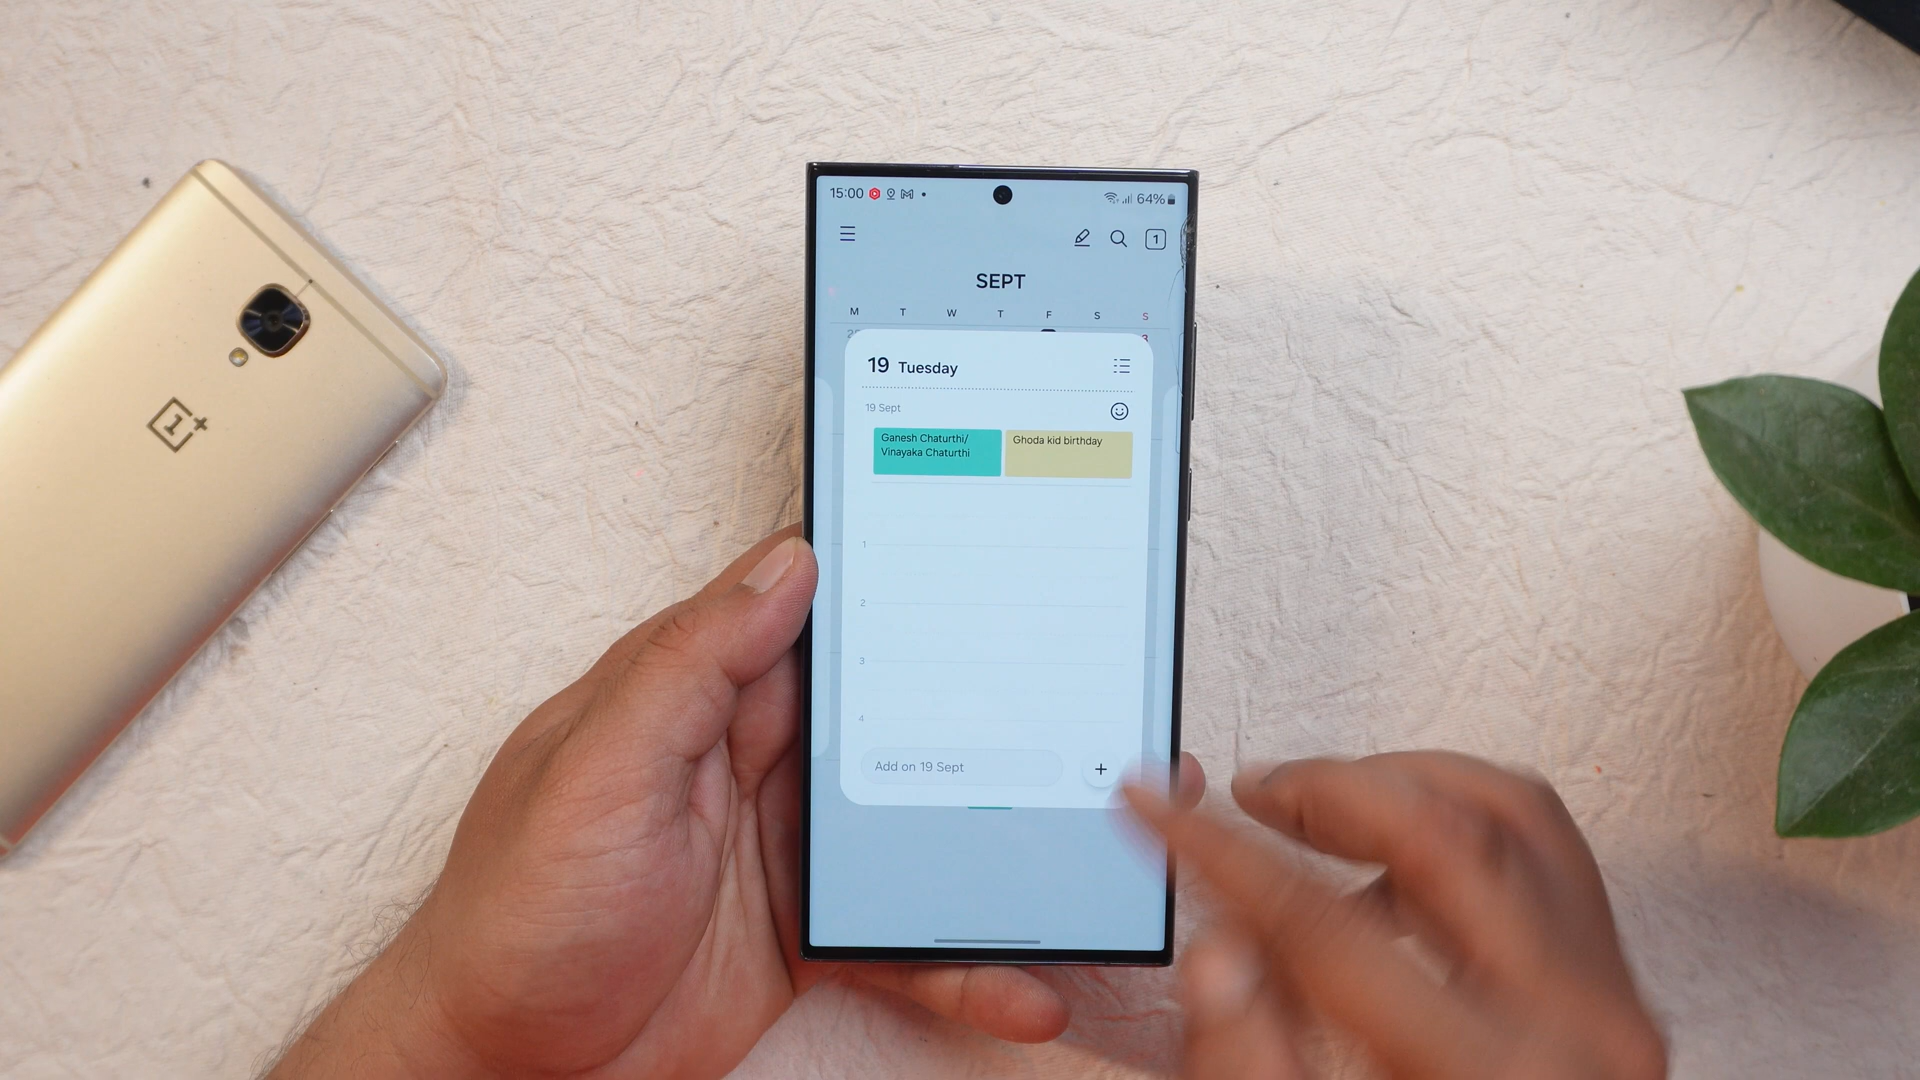 15:00
64%
1
SEPT
M T W T F S S
19 Tuesday
19 Sept
Ganesh Chaturthi/
Vinayaka Chaturthi
Ghoda kid birthday
1
2
3
4
Add on 19 Sept
+
1+